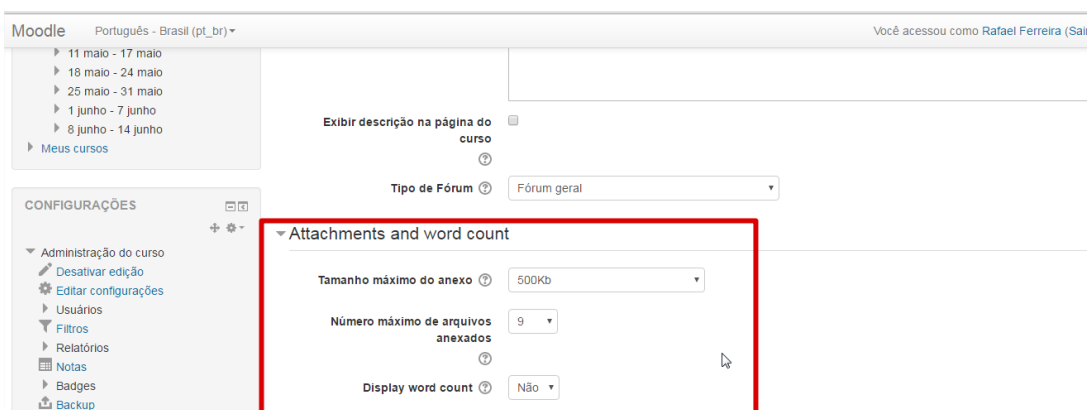 Moodle Português - Brasil (pt_br) Você acessou como Rafael Ferreira (Sair
11 maio - 17 maio
18 maio - 24 maio
25 maio - 31 maio
1 junho - 7 junho
8 junho - 14 junho
Meus cursos
CONFIGURAÇÕES
Administração do curso
Desativar edição
Editar configurações
Usuários
Filtros
Relatórios
Notas
Badges
Backup
Exibir descrição na página do
curso
Tipo de Fórum Fórum geral
Attachments and word count
Tamanho máximo do anexo 500Kb
Número máximo de arquivos 9
anexados
Display word count Não